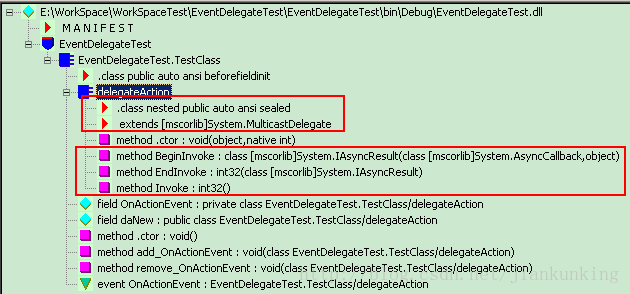 E:\WorkSpace\WorkSpaceTest\EventDelegateTest\EventDelegateTest\bin\Debug\EventDelegateTest.dll
M A N I F E S T
EventDelegateTest
EventDelegateTest.TestClass
.class public auto ansi beforefieldinit
delegateAction
.class nested public auto ansi sealed
extends [mscorlib]System.MulticastDelegate
method .ctor : void(object,native int)
method BeginInvoke : class [mscorlib]System.IAsyncResult(class [mscorlib]System.AsyncCallback,object)
method EndInvoke : int32(class [mscorlib]System.IAsyncResult)
method Invoke : int32()
field OnActionEvent : private class EventDelegateTest.TestClass/delegateAction
field daNew : public class EventDelegateTest.TestClass/delegateAction
method .ctor : void()
method add_OnActionEvent : void(class EventDelegateTest.TestClass/delegateAction)
method remove_OnActionEvent : void(class EventDelegateTest.TestClass/delegateAction)
event OnActionEvent : EventDelegateTest.TestClass/delegateAction
http://blog.csdn.net/jiankunking